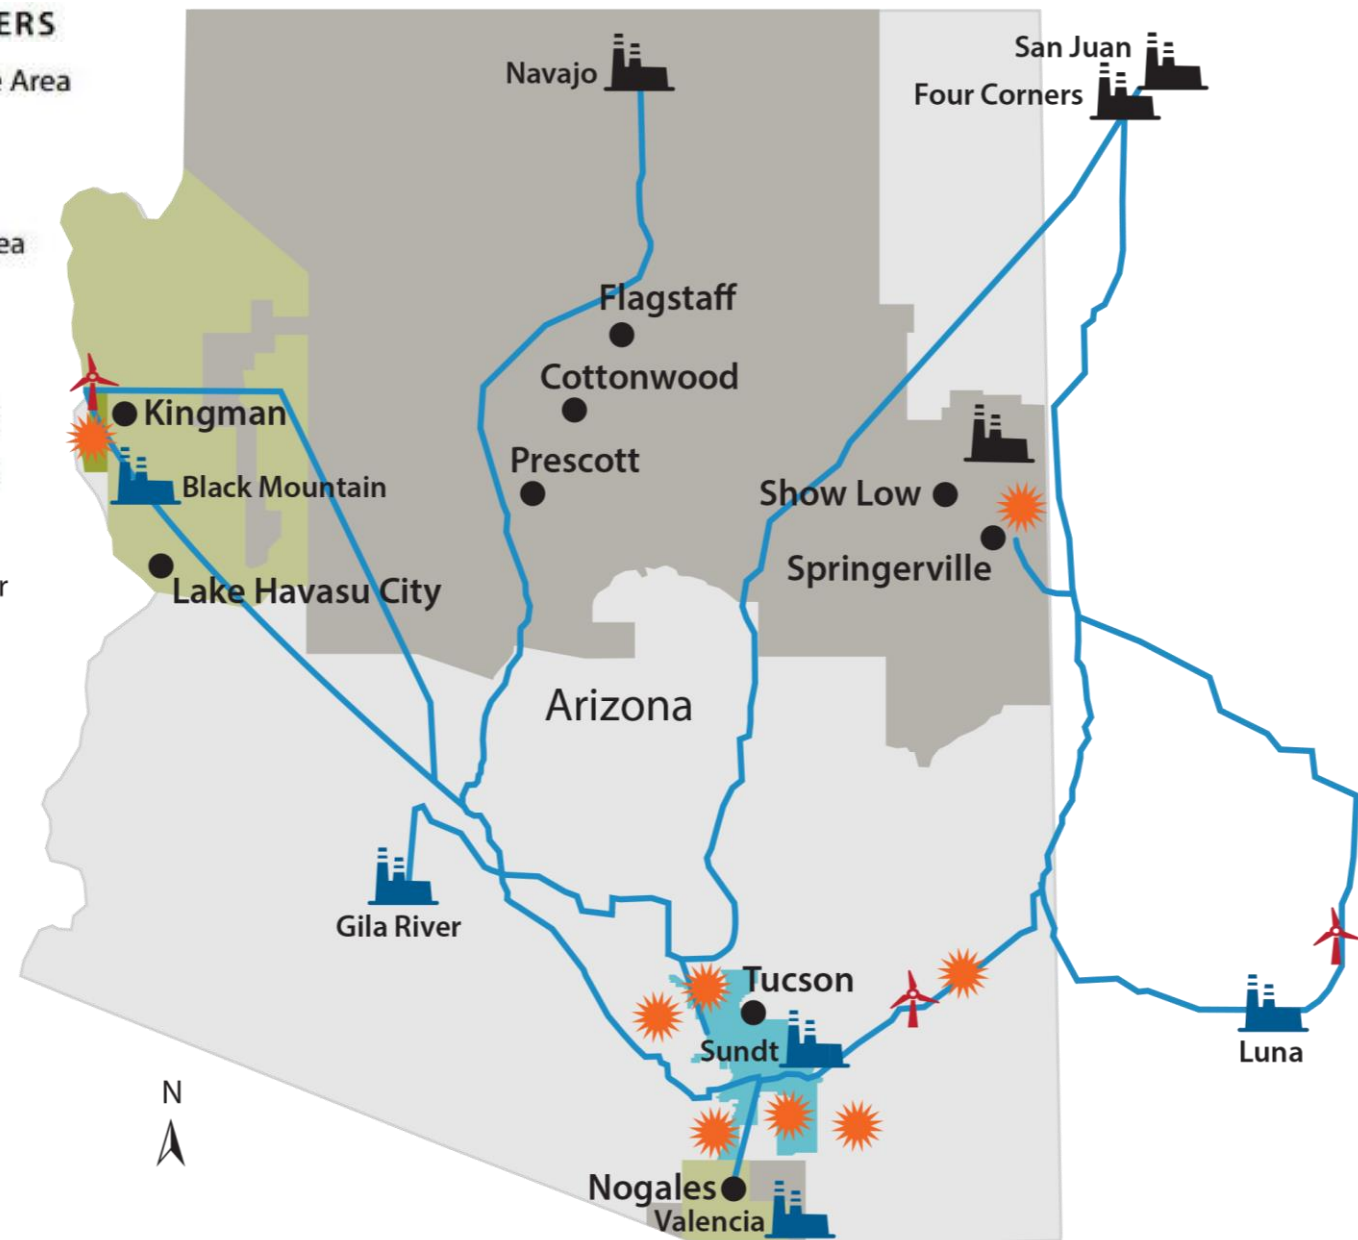 ERS
Area
San Juan
Navajo
Four Corners
ea
Flagstaff
Cottonwood
Kingman
Prescott
Black Mountain
Show Low
Springerville
Lake Havasu City
r
Arizona
Gila River
Tucson
Sundt
Luna
N
Nogales
Valencia